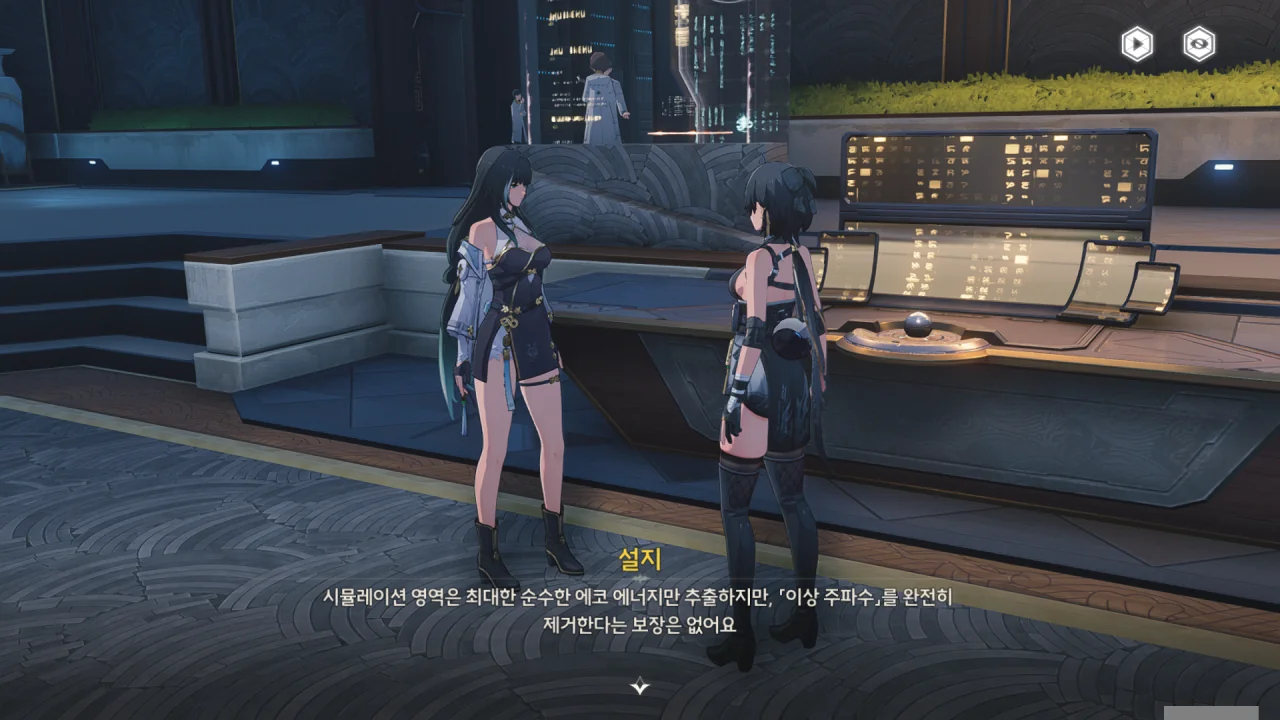 설지
시뮬레이션 영역은 최대한 순수한 에코 에너지만 추출하지만, 「이상 주파수」를 완전히
제거한다는 보장은 없어요